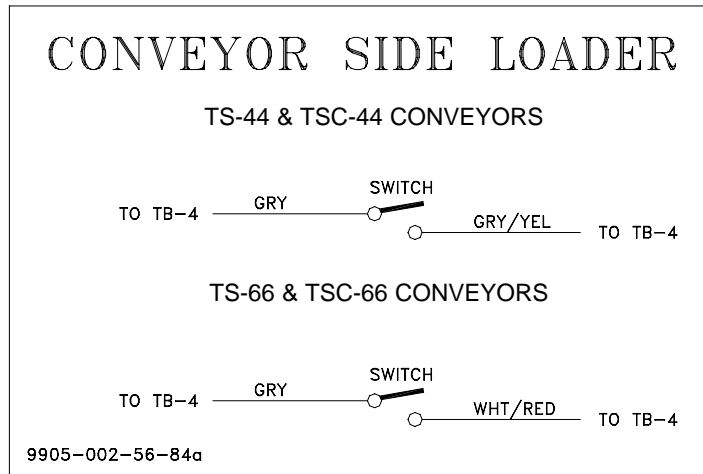 CONVEYOR SIDE LOADER
TS-44 & TSC-44 CONVEYORS
SWITCH
TO TB-4 GRY
GRY/YEL TO TB-4
TS-66 & TSC-66 CONVEYORS
SWITCH
TO TB-4 GRY
WHT/RED TO TB-4
9905-002-56-84a